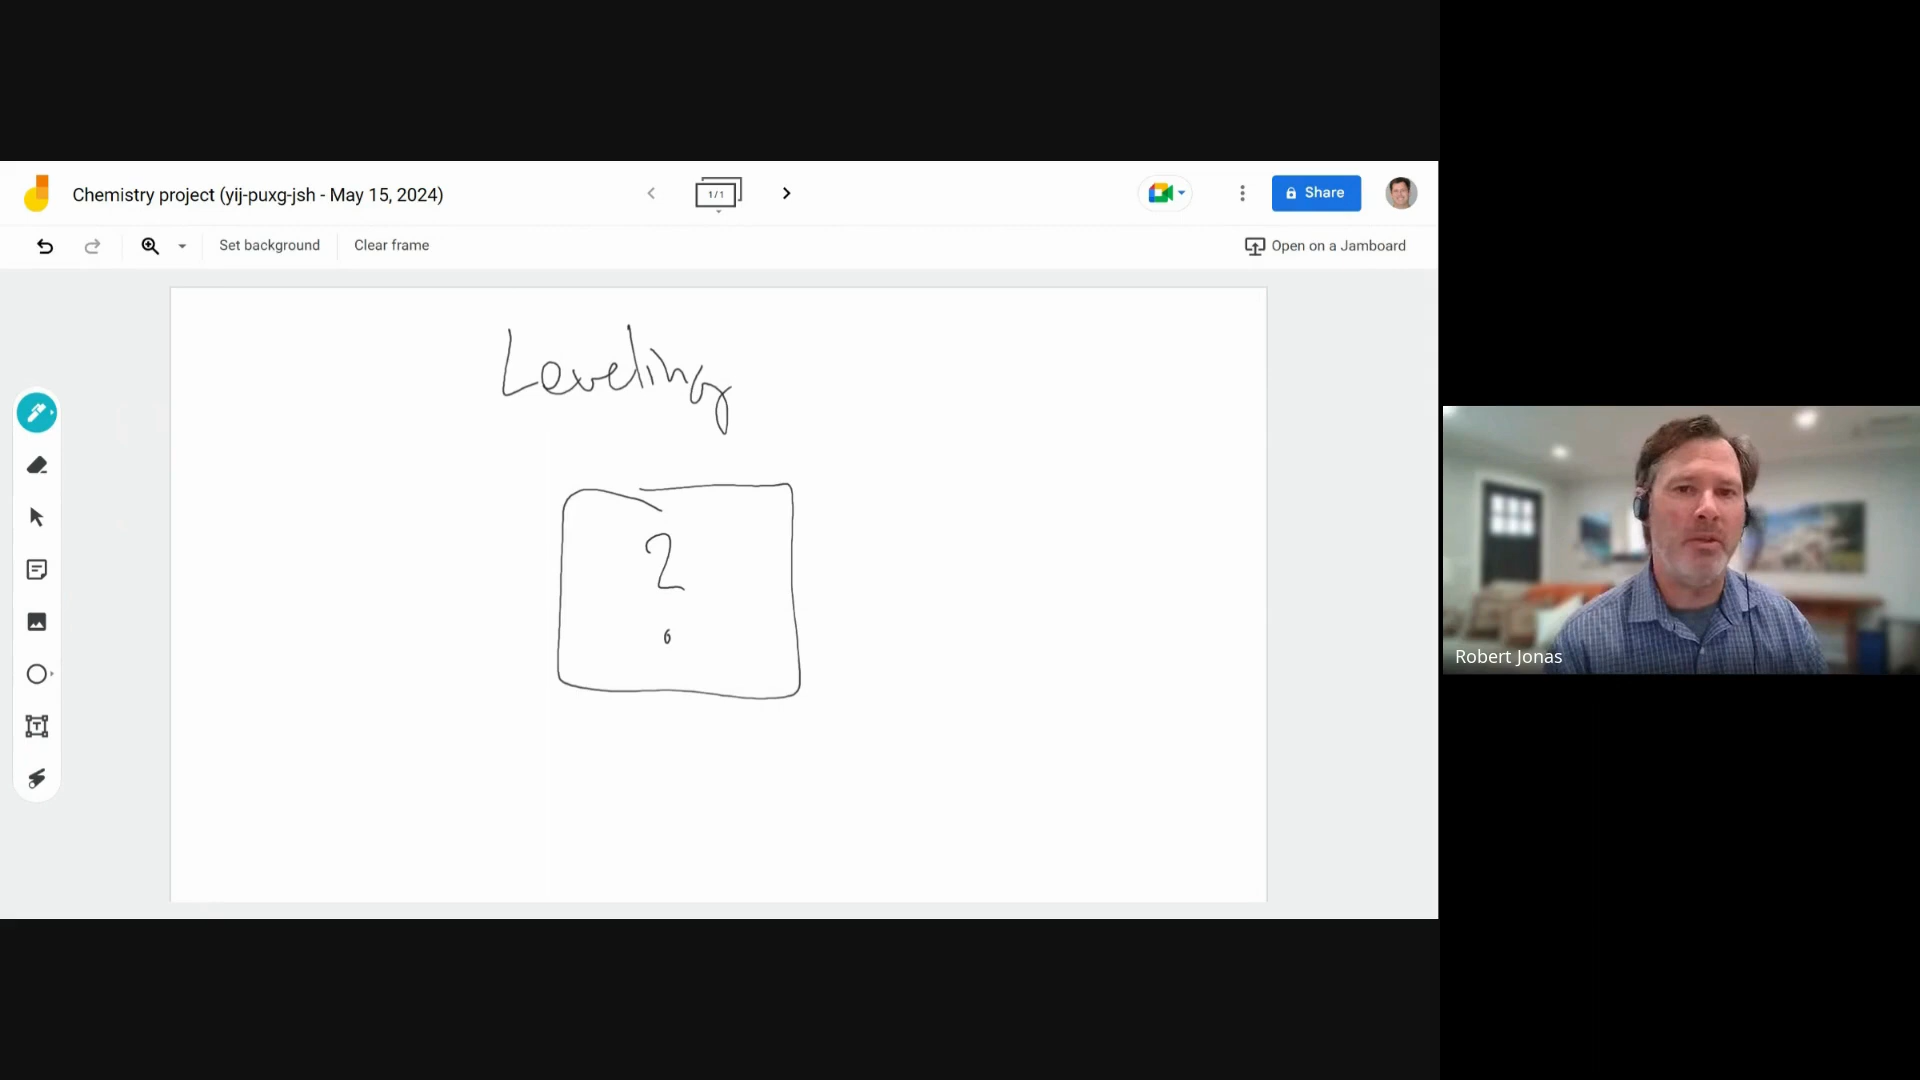 Chemistry project (yij-puxg-jsh - May 15, 2024)
1/1
Share
Set background
Clear frame
Open on a Jamboard
Leveling
2
Robert Jonas